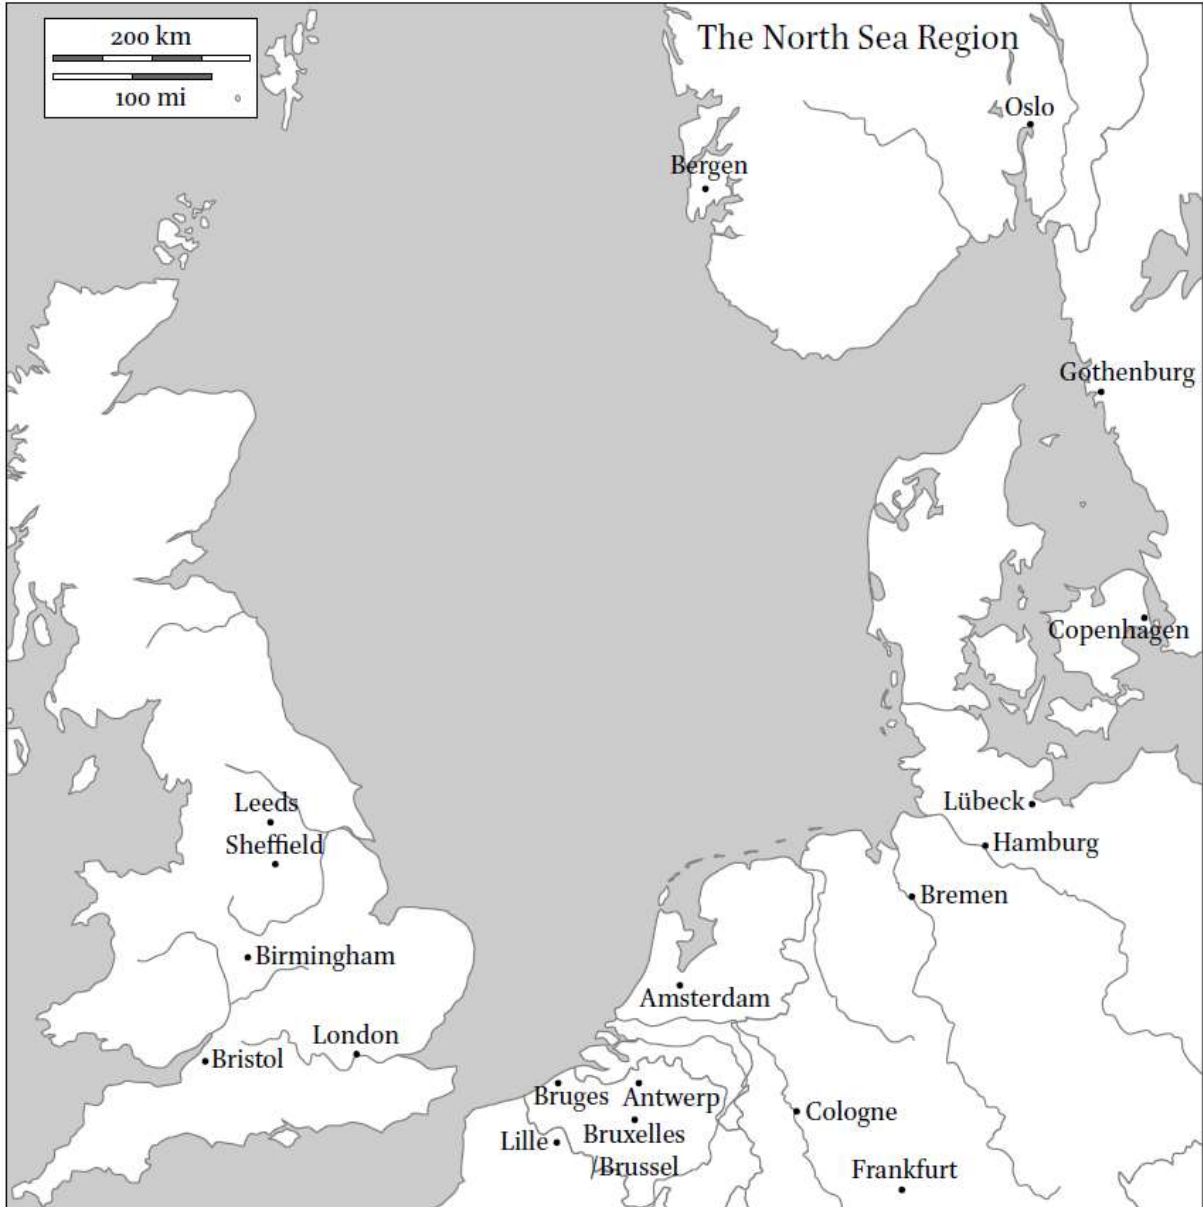 200 km
100 mi
The North Sea Region
Oslo
Bergen
Gothenburg
Copenhagen
Lübeck
Leeds
Sheffield
Hamburg
Bremen
Birmingham
Amsterdam
London
Bristol
Bruges
Antwerp
Cologne
Lille
Bruxelles
/Brussel
Frankfurt